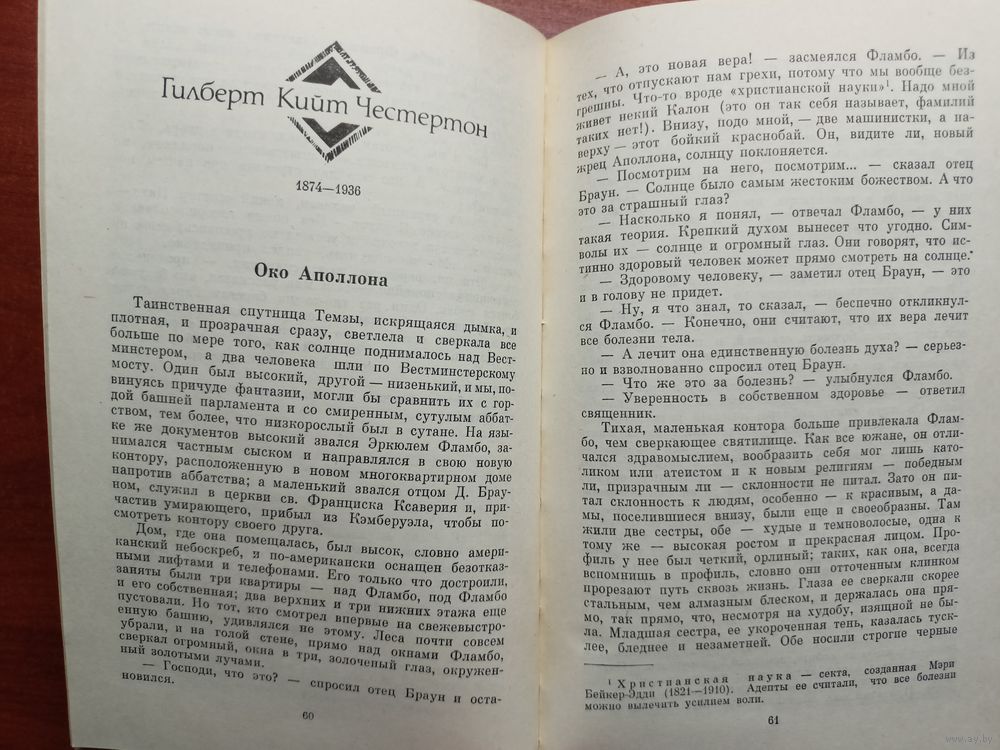 Гилберт Кийт Честертон
1874—1936
Око Аполлона
Таинственная спутница Темзы, искрящаяся дымка, и
плотная, и прозрачная сразу, светлела и сверкала все
больше по мере того, как солнце поднималось над Вест-
минстером, а два человека шли по Вестминстерскому
мосту. Один был высокий, другой — низенький, и мы, по-
винуясь причуде фантазии, могли бы сравнить их с гор-
дой башней парламента и со смиренным, сутулым аббат-
ством, тем более, что низкорослый был в сутане. На язы-
ке же документов высокий звался Эркюлем Фламбо, за-
нимался частным сыском и направлялся в свою новую
контору, расположенную в новом многоквартирном доме
напротив аббатства; а маленький звался отцом Д. Брау-
ном, служил в церкви св. Франциска Ксаверия и, при-
частив умирающего, прибыл из Кэмберуэла, чтобы по-
смотреть контору своего друга.
Дом, где она помещалась, был высок, словно амери-
канский небоскреб, и по-американски оснащен безотказ-
ными лифтами и телефонами. Его только что достроили,
заняты были три квартиры — над Фламбо, под Фламбо
и его собственная; два верхних и три нижних этажа еще
пустовали. Но тот, кто смотрел впервые на свежевыстро-
енную башню, удивлялся не этому. Леса почти совсем
убрали, и на голой стене, прямо над окнами Фламбо,
сверкал огромный, окна в три, золоченый глаз, окружен-
ный золотыми лучами.
— Господи, что это? — спросил отец Браун и оста-
новился.
60
— А, это новая вера! — засмеялся Фламбо. — Из
тех, что отпускают нам грехи, потому что мы вообще без-
грешны. Что-то вроде «христианской науки»¹. Надо мной
живет некий Калон (это он так себя называет, фамилий
таких нет!). Внизу, подо мной, — две машинистки, а на-
верху — этот бойкий краснобай. Он, видите ли, новый
жрец Аполлона, солнцу поклоняется.
— Посмотрим на него, посмотрим... — сказал отец
Браун. — Солнце было самым жестоким божеством. А что
это за страшный глаз?
— Насколько я понял, — отвечал Фламбо, — у них
такая теория. Крепкий духом вынесет что угодно. Сим-
волы их — солнце и огромный глаз. Они говорят, что ис-
тинно здоровый человек может прямо смотреть на солнце.
— Здоровому человеку, — заметил отец Браун, — это
и в голову не придет.
— Ну, я что знал, то сказал, — беспечно откликнул-
ся Фламбо. — Конечно, они считают, что их вера лечит
все болезни тела.
— А лечит она единственную болезнь духа? — серьез-
но и взволнованно спросил отец Браун.
— Что же это за болезнь? — улыбнулся Фламбо.
— Уверенность в собственном здоровье — ответил
священник.
Тихая, маленькая контора больше привлекала Флам-
бо, чем сверкающее святилище. Как все южане, он отли-
чался здравомыслием, вообразить себя мог лишь като-
ликом или атеистом и к новым религиям — победным
ли, призрачным ли — склонности не питал. Зато он пи-
тал склонность к людям, особенно — к красивым, а да-
мы, поселившиеся внизу, были еще и своеобразны. Там
жили две сестры, обе — худые и темноволосые, одна к
тому же — высокая ростом и прекрасная лицом. Про-
филь у нее был четкий, орлиный; таких, как она, всегда
вспомнишь в профиль, словно они отточенным клинком
прорезают путь сквозь жизнь. Глаза ее сверкали скорее
стальным, чем алмазным блеском, и держалась она пря-
мо, так прямо, что, несмотря на худобу, изящной не бы-
ла. Младшая сестра, ее укороченная тень, казалась туск-
лее, бледнее и незаметней. Обе носили строгие черные
¹ Христианская наука — секта, созданная Мэри
Бейкер-Эдди (1821—1910). Адепты ее считали, что все болезни
можно вылечить усилием воли.
61
www.ay.by